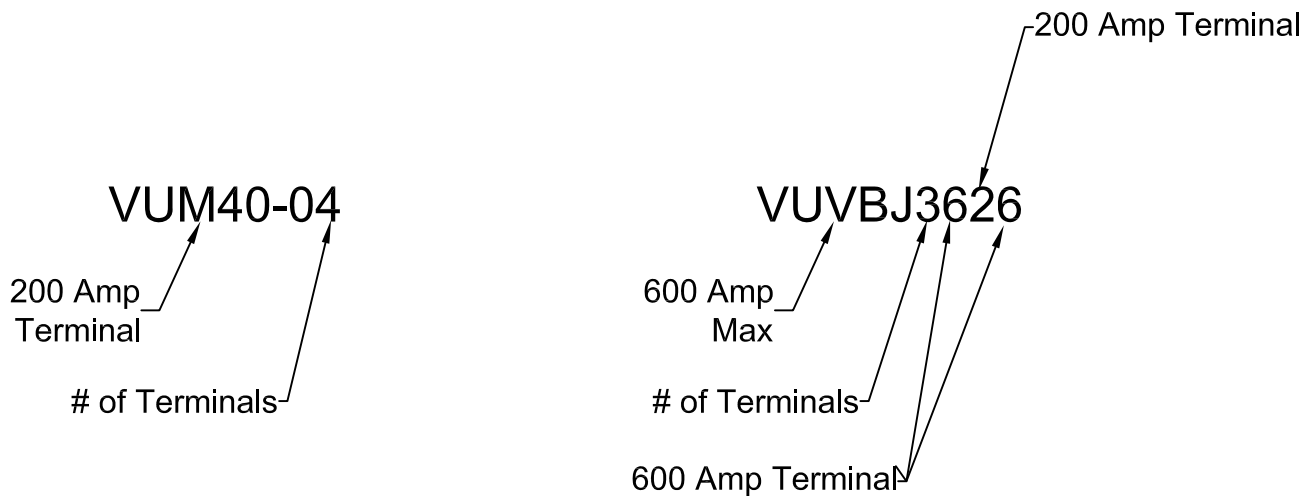 200 Amp Terminal
VUM40-04
VUVBJ3626
200 Amp
Terminal
600 Amp
Max
# of Terminals
# of Terminals
600 Amp Terminal